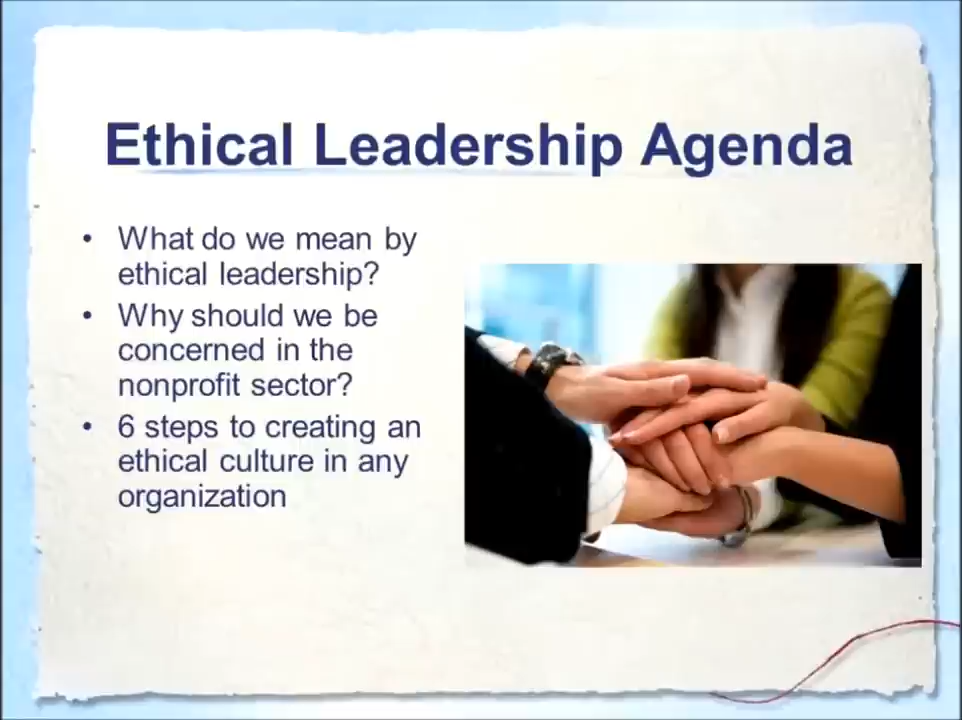 Ethical Leadership Agenda
• What do we mean by
ethical leadership?
• Why should we be
concerned in the
nonprofit sector?
• 6 steps to creating an
ethical culture in any
organization